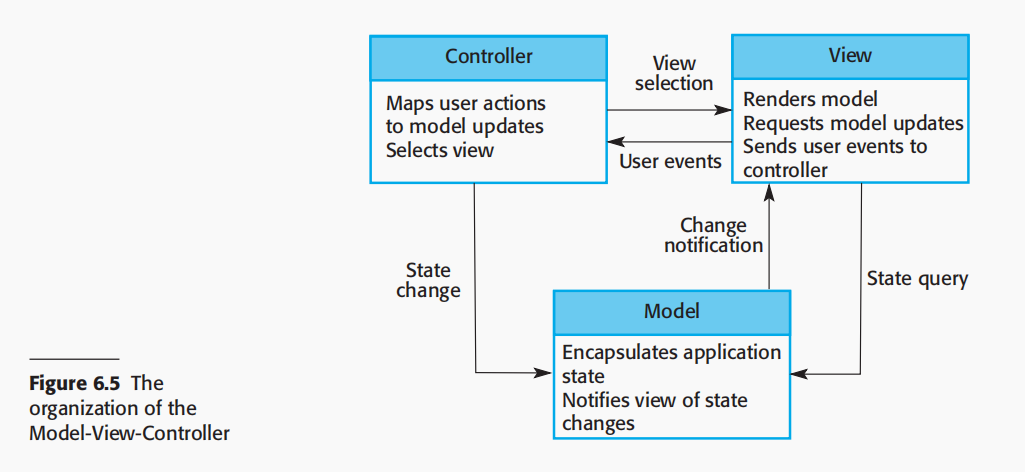 Controller
Maps user actions
to model updates
Selects view
View
selection
User events
View
Renders model
Requests model updates
Sends user events to
controller
State
change
Change
notification
State query
Model
Encapsulates application
state
Notifies view of state
changes
Figure 6.5 The
organization of the
Model-View-Controller